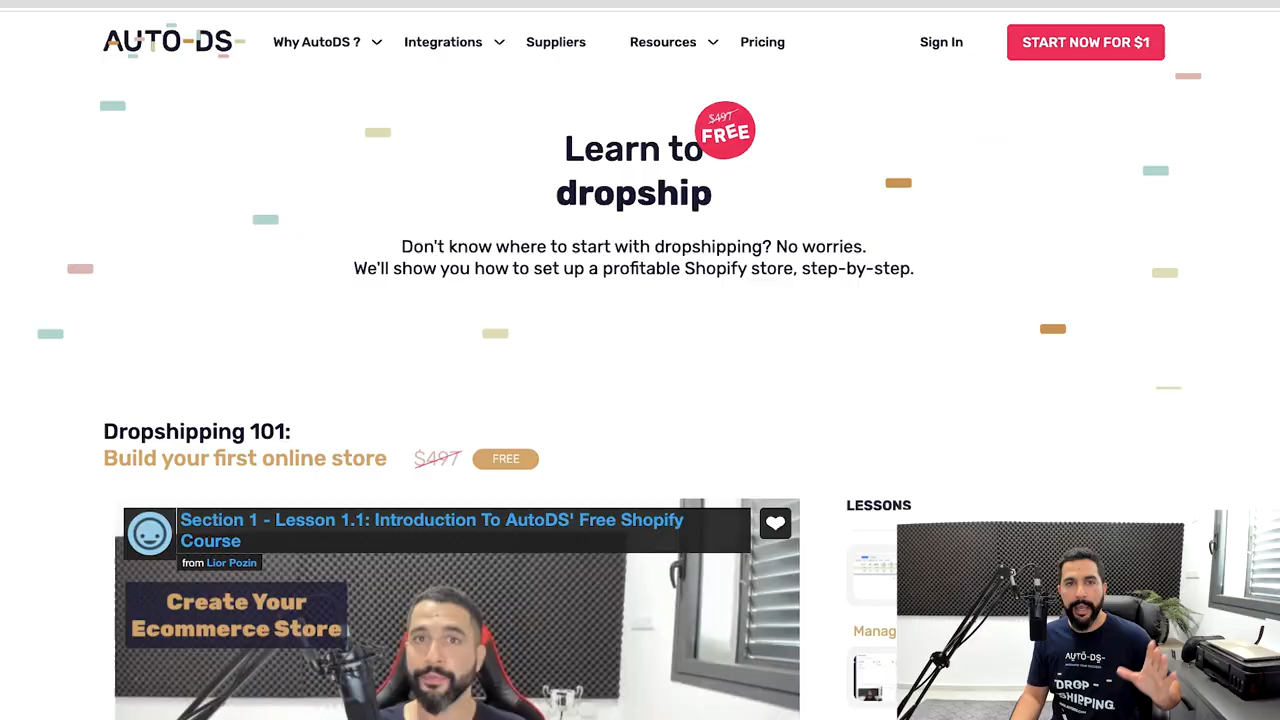 AUTO-DS-
Why AutoDS ?
Integrations
Suppliers
Resources
Pricing
Sign In
START NOW FOR $1
$497
FREE
Learn to
dropship
Don't know where to start with dropshipping? No worries.
We'll show you how to set up a profitable Shopify store, step-by-step.
Dropshipping 101:
Build your first online store
$497
FREE
Section 1 - Lesson 1.1: Introduction To AutoDS' Free Shopify
Course
from Lior Pozin
Create Your
Ecommerce Store
LESSONS
Manag
AUTO-DS-
DROP-
SHIPPING